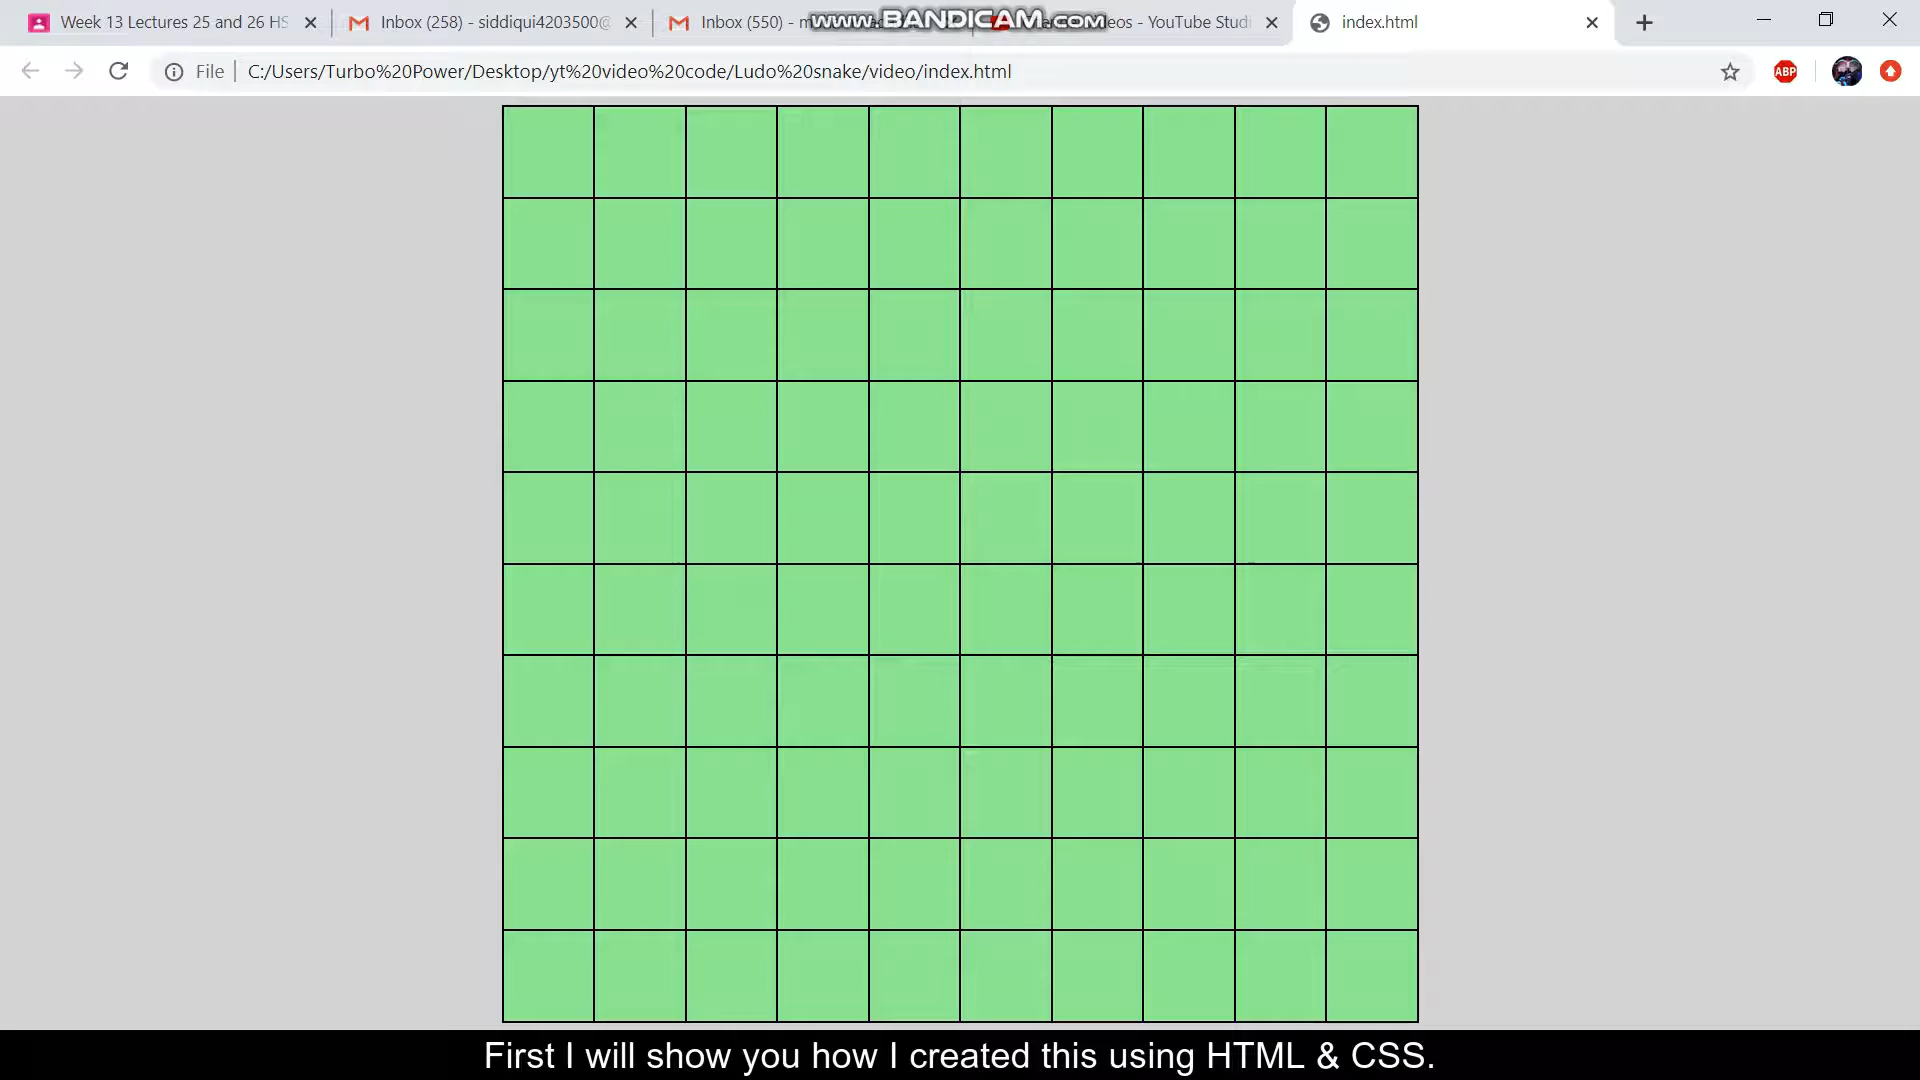 Week 13 Lectures 25 and 26 HS
Inbox (258) - siddiqui4203500@
Inbox (550) - m
www.BANDICAM.com
eos - YouTube Studi
index.html
File
C:/Users/Turbo%20Power/Desktop/yt%20video%20code/Ludo%20snake/video/index.html
ABP
First I will show you how I created this using HTML & CSS.